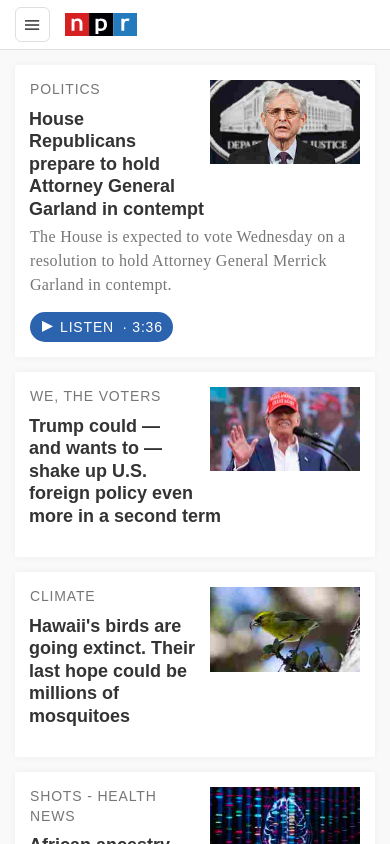 npr
POLITICS
House
Republicans
prepare to hold
Attorney General
Garland in contempt
The House is expected to vote Wednesday on a
resolution to hold Attorney General Merrick
Garland in contempt.
LISTEN · 3:36
WE, THE VOTERS
Trump could —
and wants to —
shake up U.S.
foreign policy even
more in a second term
CLIMATE
Hawaii's birds are
going extinct. Their
last hope could be
millions of
mosquitoes
SHOTS - HEALTH
NEWS
African ancestry